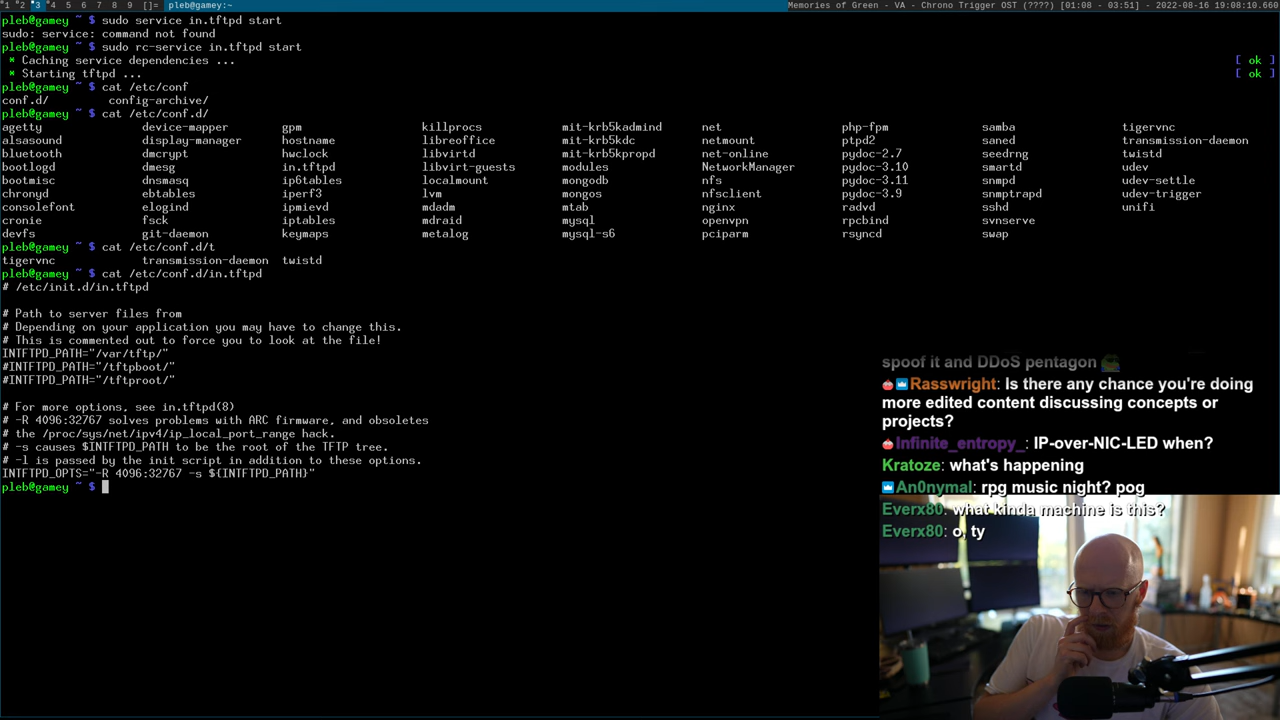 1 2 3 4 5 6 7 8 9 []= pleb@gamey:~ Memories of Green - VA - Chrono Trigger OST (????) [01:08 - 03:51] - 2022-08-16 19:08:10.660
pleb@gamey ~ $ sudo service in.tftpd start
sudo: service: command not found
pleb@gamey ~ $ sudo rc-service in.tftpd start
* Caching service dependencies ... [ ok ]
* Starting tftpd ... [ ok ]
pleb@gamey ~ $ cat /etc/conf
conf.d/ config-archive/
pleb@gamey ~ $ cat /etc/conf.d/
agetty device-mapper gpm killprocs mit-krb5kadmind net php-fpm samba tigervnc
alsasound display-manager hostname libreoffice mit-krb5kdc netmount ptpd2 saned transmission-daemon
bluetooth dmcrypt hwclock libvirtd mit-krb5kpropd net-online pydoc-2.7 seedrng twistd
bootlogd dmesg in.tftpd libvirt-guests modules NetworkManager pydoc-3.10 smartd udev
bootmisc dnsmasq ip6tables localmount mongodb nfs pydoc-3.11 snmpd udev-settle
chronyd ebtables iperf3 lvm mongos nfsclient pydoc-3.9 snmptrapd udev-trigger
consolefont elogind ipmievd mdadm mtab nginx radvd sshd unifi
cronie fsck iptables mdraid mysql openvpn rpcbind svnserve
devfs git-daemon keymaps metalog mysql-s6 pciparm rsyncd swap
pleb@gamey ~ $ cat /etc/conf.d/t
tigervnc transmission-daemon twistd
pleb@gamey ~ $ cat /etc/conf.d/in.tftpd
# /etc/init.d/in.tftpd
# Path to server files from
# Depending on your application you may have to change this.
# This is commented out to force you to look at the file!
INTFTPD_PATH="/var/tftp/"
#INTFTPD_PATH="/tftpboot/"
#INTFTPD_PATH="/tftproot/"
# For more options, see in.tftpd(8)
# -R 4096:32767 solves problems with ARC firmware, and obsoletes
# the /proc/sys/net/ipv4/ip_local_port_range hack.
# -s causes $INTFTPD_PATH to be the root of the TFTP tree.
# -l is passed by the init script in addition to these options.
INTFTPD_OPTS="-R 4096:32767 -s ${INTFTPD_PATH}"
pleb@gamey ~ $
spoof it and DDoS pentagon
Rasswright: Is there any chance you're doing
more edited content discussing concepts or
projects?
Infinite_entropy_: IP-over-NIC-LED when?
Kratoze: what's happening
An0nymal: rpg music night? pog
Everx80: what kinda machine is this?
Everx80: o, ty